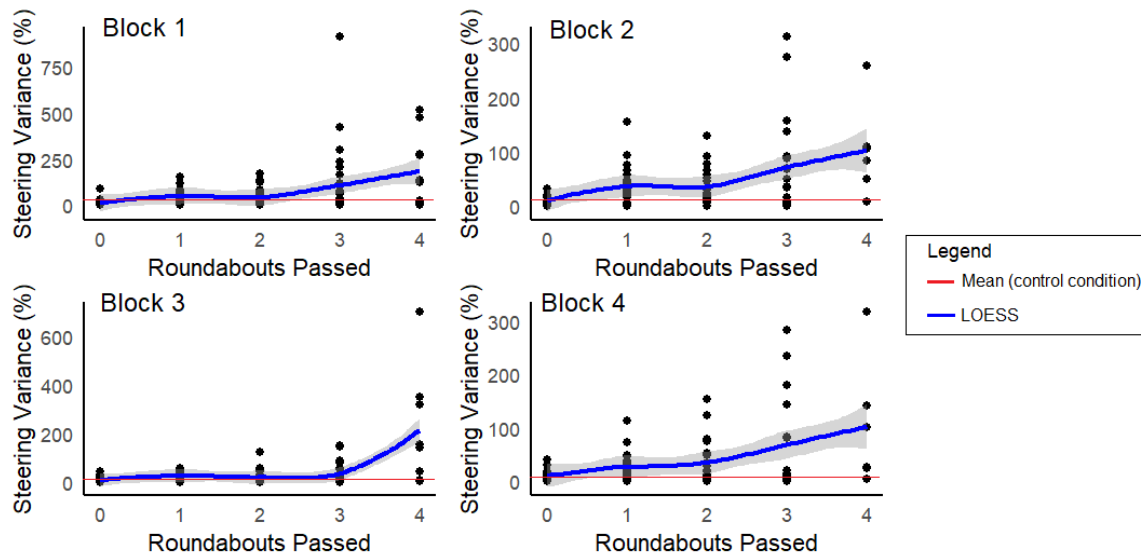 Block 1
Steering Variance (%)
750
500
250
0
0 1 2 3 4
Roundabouts Passed
Block 2
Steering Variance (%)
300
200
100
0
0 1 2 3 4
Roundabouts Passed
Block 3
Steering Variance (%)
600
400
200
0
0 1 2 3 4
Roundabouts Passed
Block 4
Steering Variance (%)
300
200
100
0
0 1 2 3 4
Roundabouts Passed
Legend
Mean (control condition)
LOESS